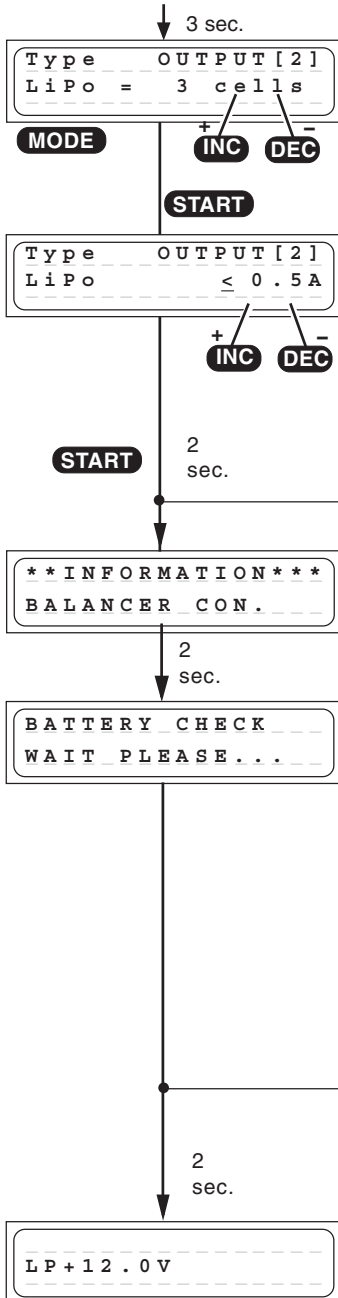 3 sec.
Type OUTPUT[2]
LiPo = 3 cells
+ -
MODE INC DEC
START
Type OUTPUT[2]
LiPo < 0.5A
+ -
INC DEC
START
2
sec.
**INFORMATION***
BALANCER CON.
2
sec.
BATTERY CHECK
WAIT PLEASE...
2
sec.
LP+12.0V